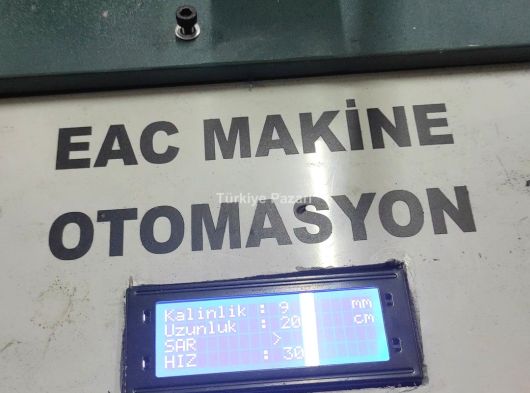 EAC MAKİNE
Türkiye Pazarı
OTOMASYON
Kalinlik : 9 mm
Uzunluk : 20 cm
SAR >
HIZ : 30